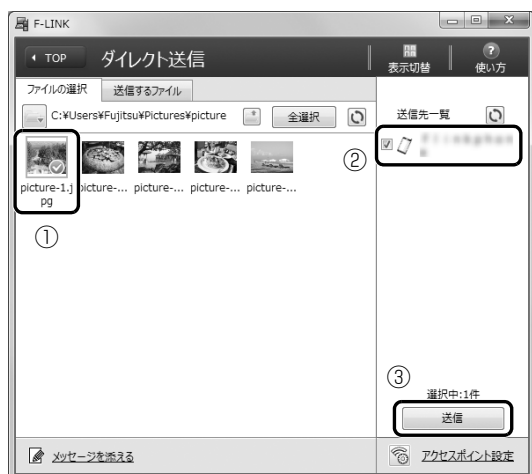 F-LINK
TOP ダイレクト送信 表示切替 ? 使い方
ファイルの選択 送信するファイル
C:¥Users¥Fujitsu¥Pictures¥picture * 全選択
送信先一覧
②
picture-1.jpg picture-... picture-... picture-... picture-...
①
③
選択中:1件
送信
メッセージを添える
アクセスポイント設定